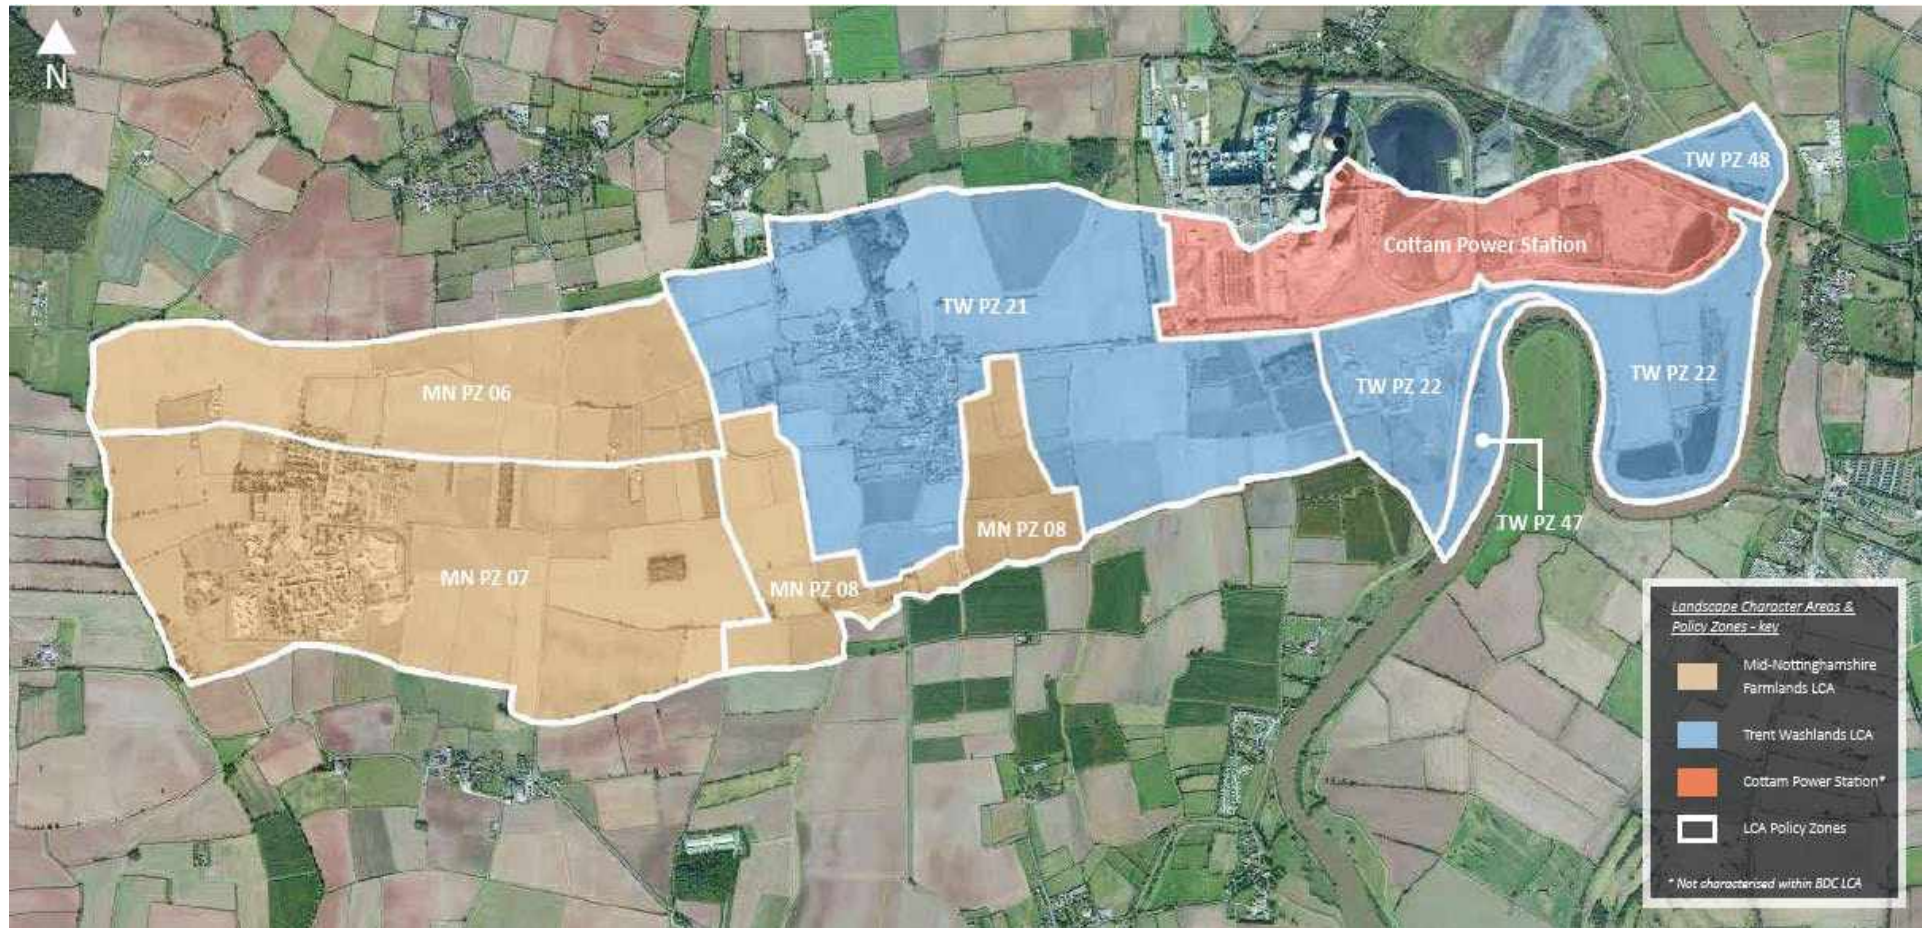 N
TW PZ 48
Cottam Power Station
TW PZ 21
MN PZ 06
TW PZ 22
TW PZ 22
TW PZ 47
MN PZ 08
MN PZ 07
MN PZ 08
Landscape Character Areas &
Policy Zones - key
Mid-Nottinghamshire
Farmlands LCA
Trent Washlands LCA
Cottam Power Station*
LCA Policy Zones
* Not characterised within BDC LCA